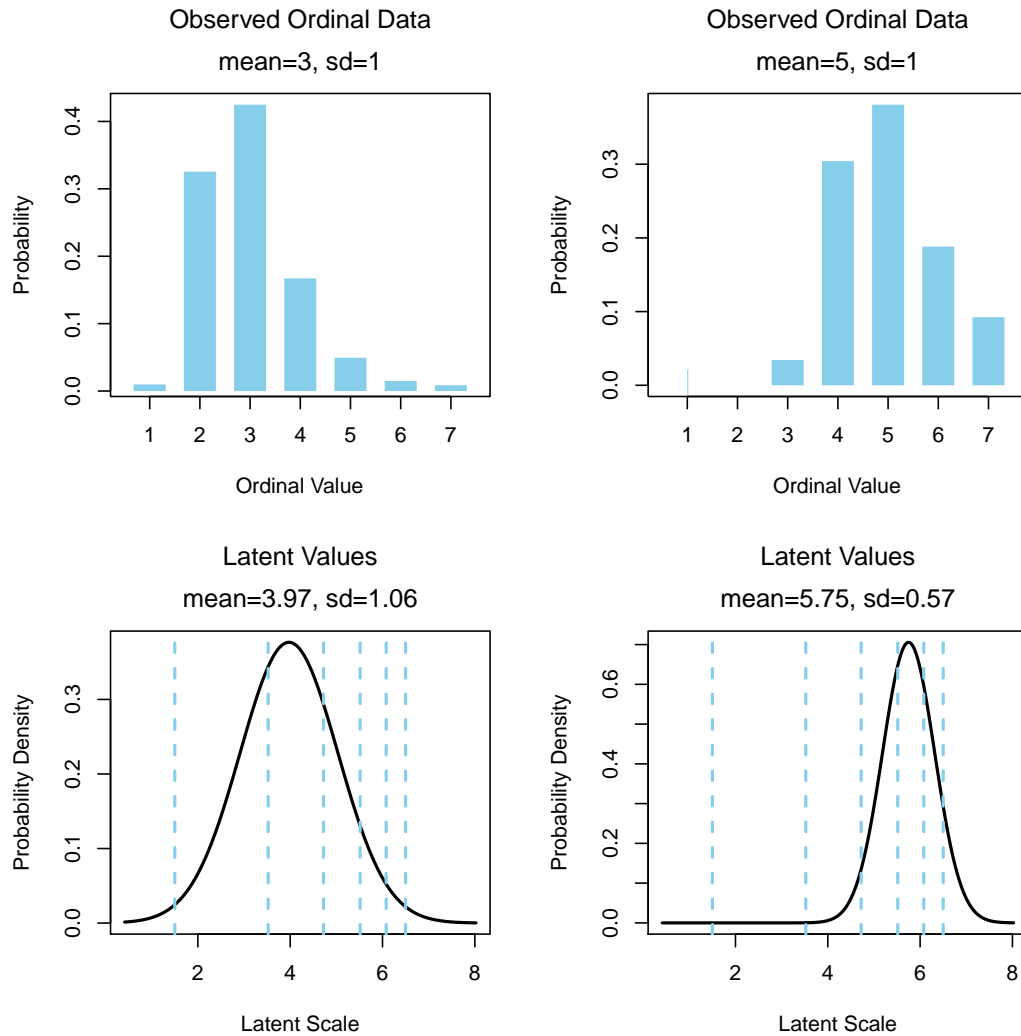 Observed Ordinal Data
mean=3, sd=1
Probability
0.4
0.3
0.2
0.1
0.0
1 2 3 4 5 6 7
Ordinal Value
Observed Ordinal Data
mean=5, sd=1
Probability
0.3
0.2
0.1
0.0
1 2 3 4 5 6 7
Ordinal Value
Latent Values
mean=3.97, sd=1.06
Probability Density
0.3
0.2
0.1
0.0
2 4 6 8
Latent Scale
Latent Values
mean=5.75, sd=0.57
Probability Density
0.6
0.4
0.2
0.0
2 4 6 8
Latent Scale